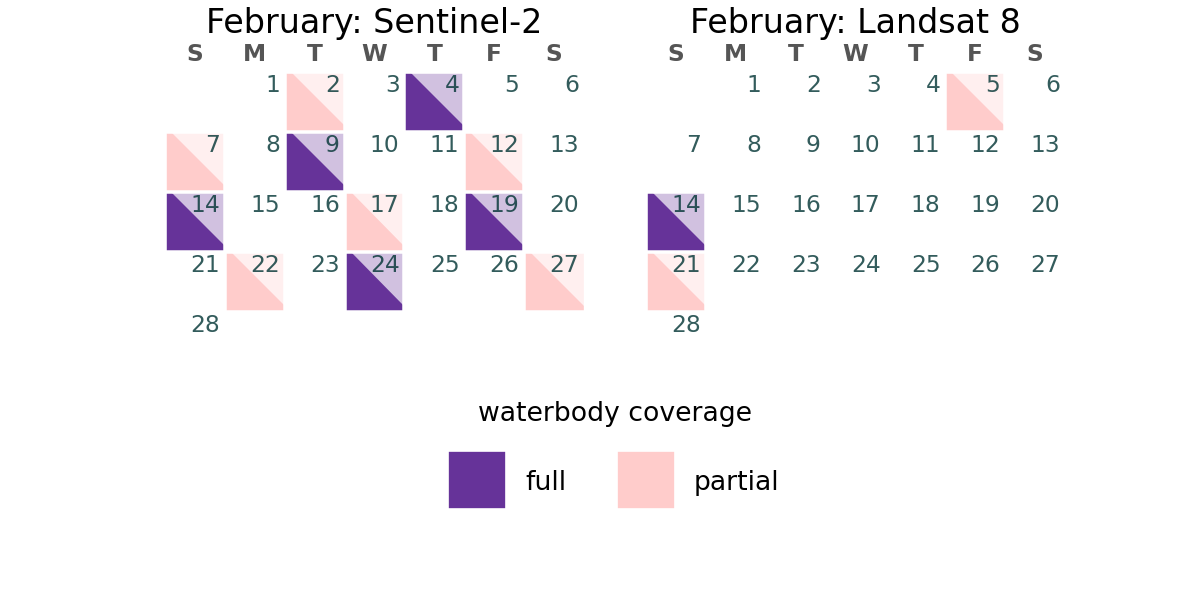 February: Sentinel-2
S M T W T F S
1 2 3 4 5 6
7 8 9 10 11 12 13
14 15 16 17 18 19 20
21 22 23 24 25 26 27
28
February: Landsat 8
S M T W T F S
1 2 3 4 5 6
7 8 9 10 11 12 13
14 15 16 17 18 19 20
21 22 23 24 25 26 27
28
waterbody coverage
full
partial